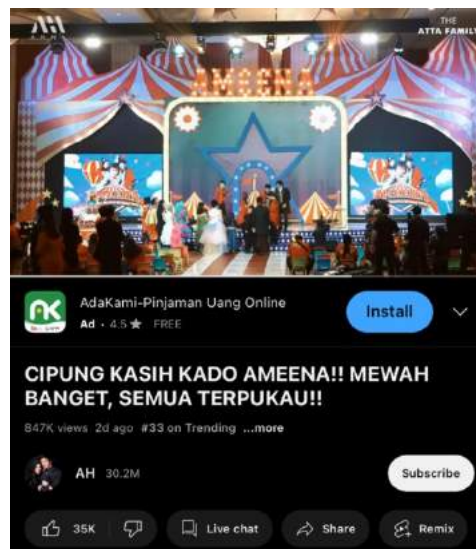 AH
THE
ATTA FAMILY
AMEENA
AK
AdaKami-Pinjaman Uang Online
Ad · 4.5★ FREE
Install
CIPUNG KASIH KADO AMEENA!! MEWAH
BANGET, SEMUA TERPUKAU!!
847K views 2d ago #33 on Trending ...more
AH 30.2M
Subscribe
35K
Live chat
Share
Remix